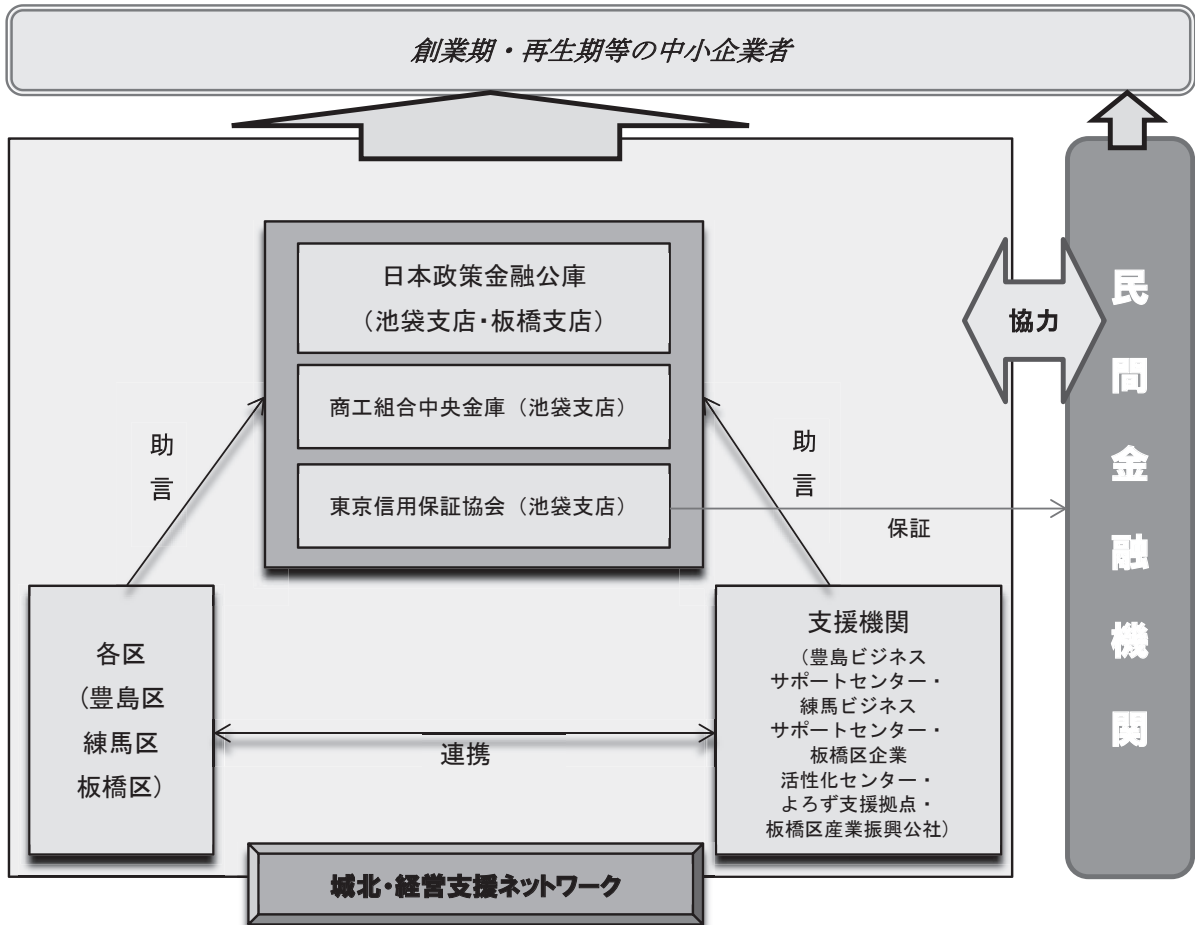 創業期・再生期等の中小企業者
日本政策金融公庫
（池袋支店・板橋支店）
商工組合中央金庫（池袋支店）
東京信用保証協会（池袋支店）
助
言
助
言
協力
保証
民
間
金
融
機
関
各区
（豊島区
練馬区
板橋区）
連携
支援機関
（豊島ビジネス
サポートセンター・
練馬ビジネス
サポートセンター・
板橋区企業
活性化センター・
よろず支援拠点・
板橋区産業振興公社）
城北・経営支援ネットワーク